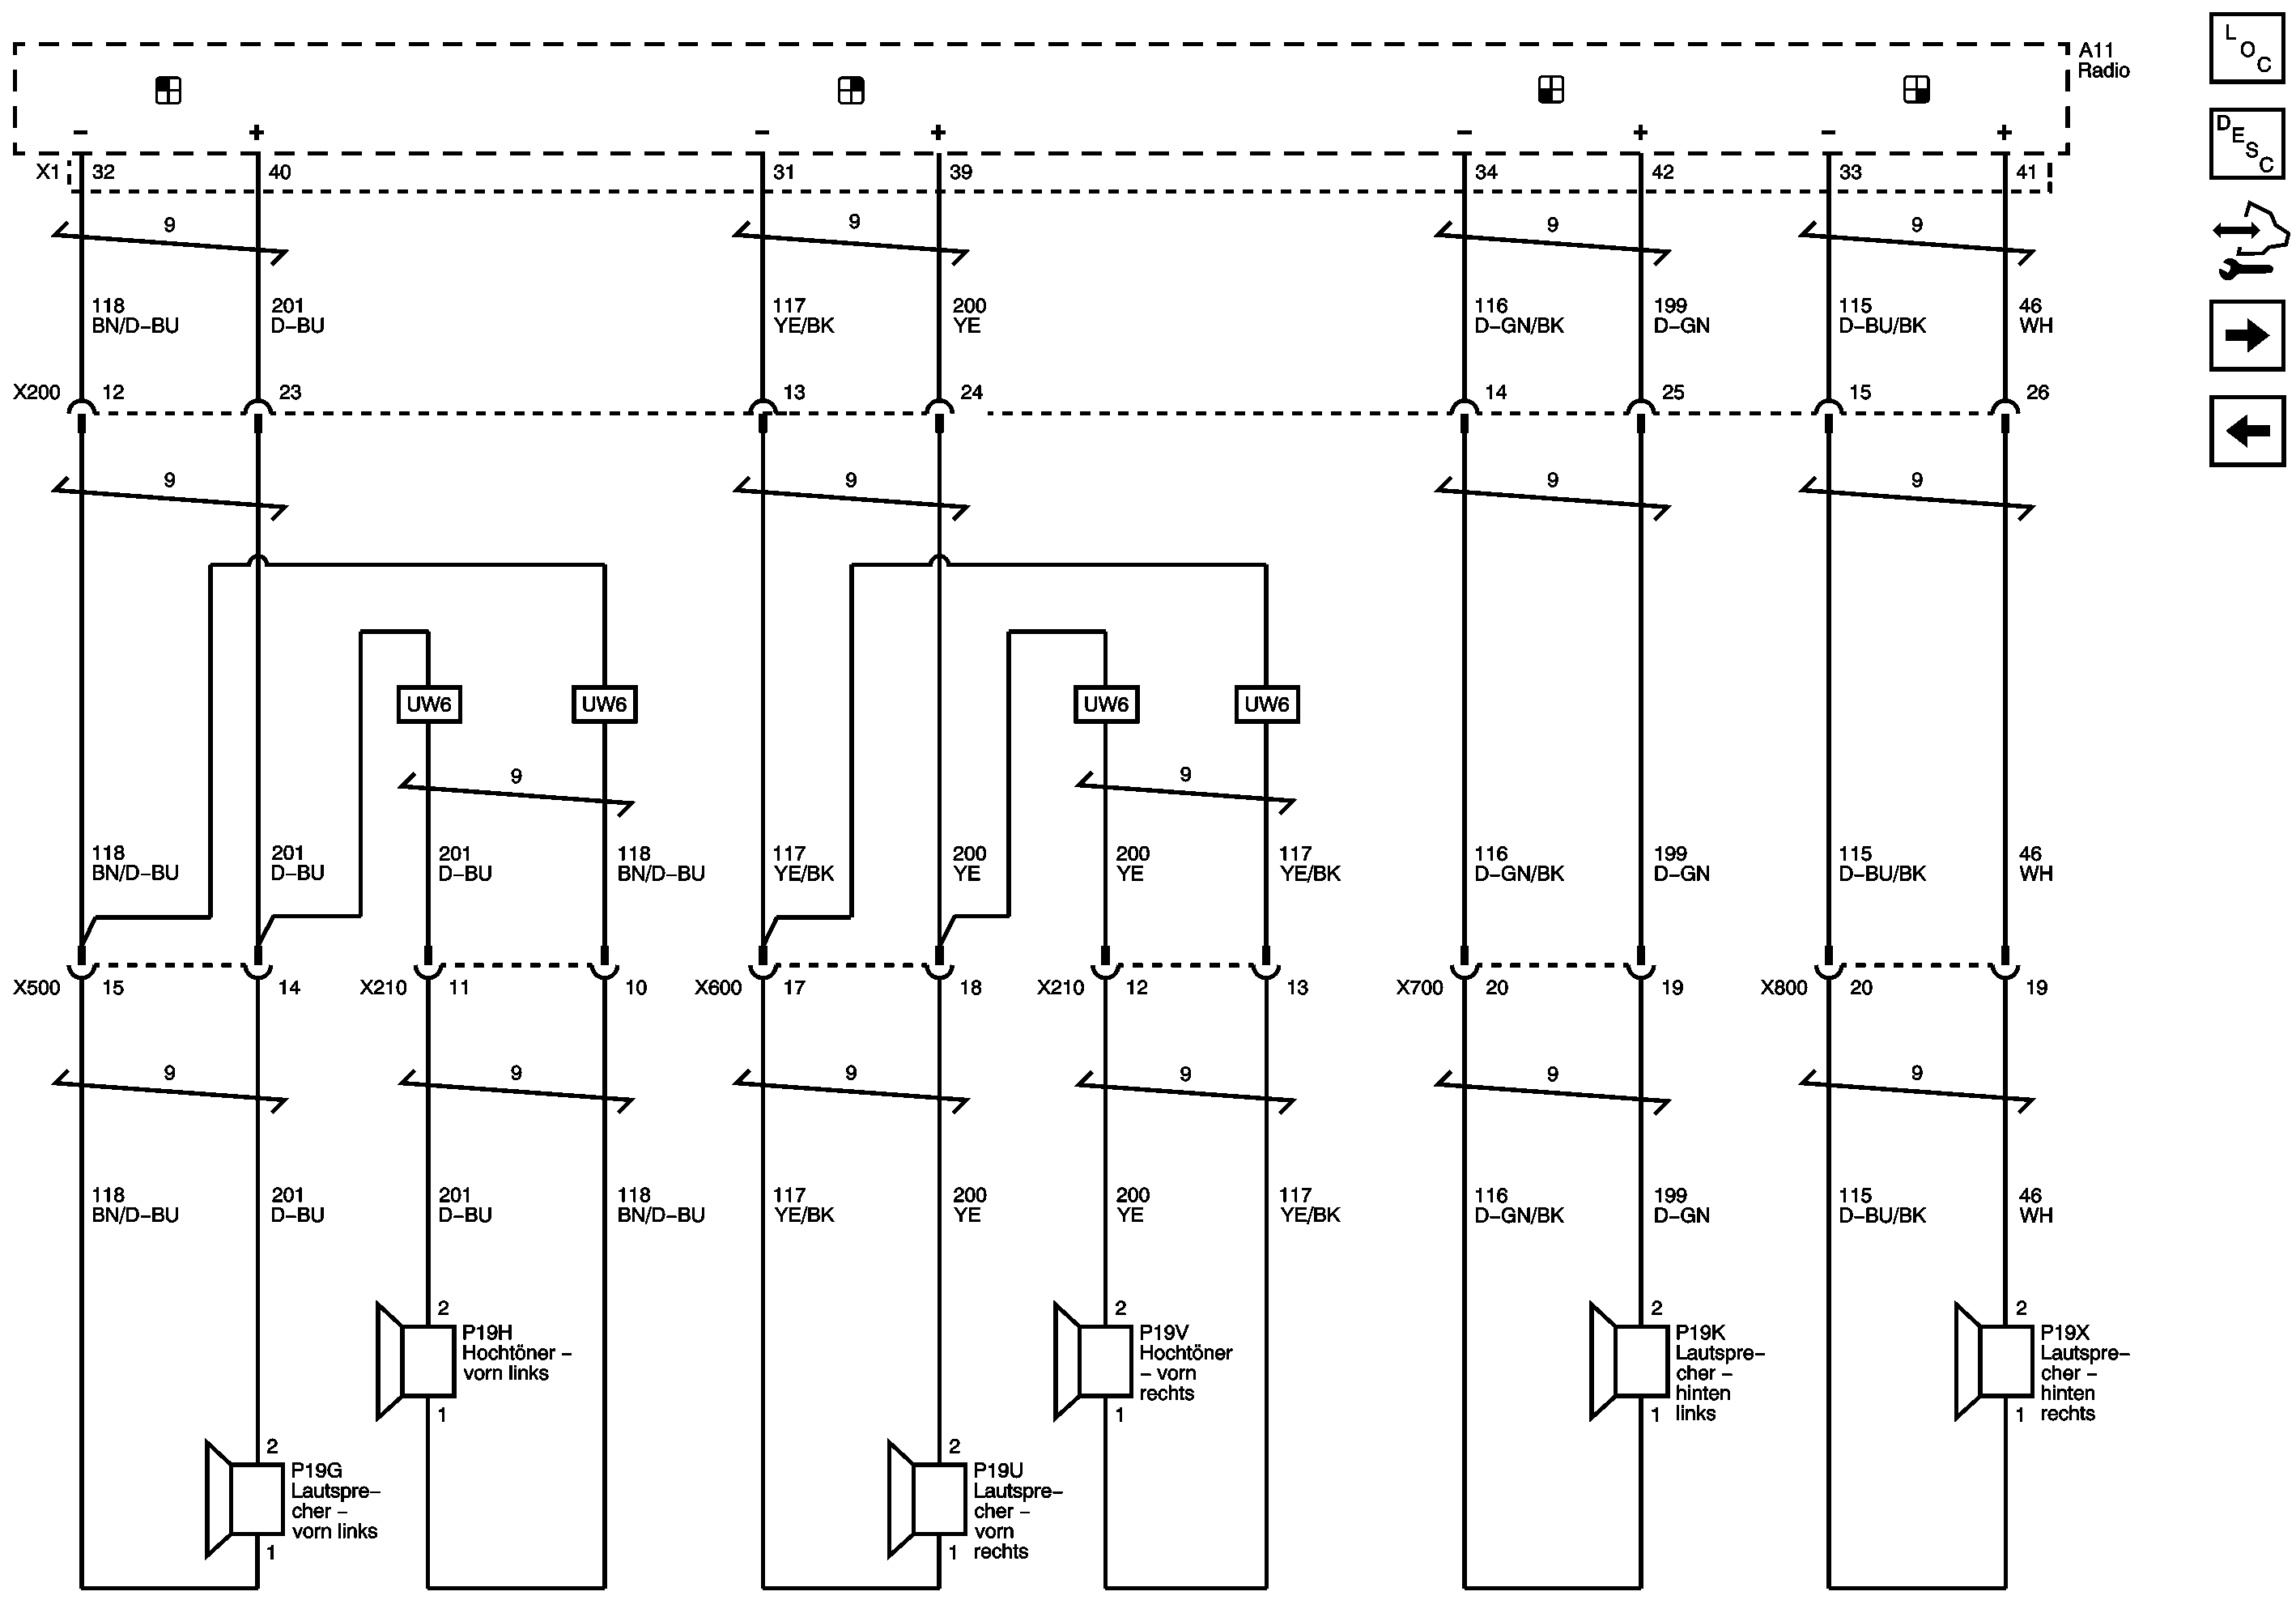 A11
Radio
L
O
C
D
E
S
C
− + − + − + − +
X1 32 40 31 39 34 42 33 41
9 9 9 9
118 201 117 200 116 199 115 46
BN/D−BU D−BU YE/BK YE D−GN/BK D−GN D−BU/BK WH
X200 12 23 13 24 14 25 15 26
9 9 9 9
UW6 UW6 UW6 UW6
9 9
118 201 201 118 117 200 200 117 116 199 115 46
BN/D−BU D−BU D−BU BN/D−BU YE/BK YE YE YE/BK D−GN/BK D−GN D−BU/BK WH
X500 15 14 X210 11 10 X600 17 18 X210 12 13 X700 20 19 X800 20 19
9 9 9 9 9 9
118 201 201 118 117 200 200 117 116 199 115 46
BN/D−BU D−BU D−BU BN/D−BU YE/BK YE YE YE/BK D−GN/BK D−GN D−BU/BK WH
2
P19H
Hochtöner −
vorn links
1
2
P19V
Hochtöner
− vorn
rechts
1
2
P19K
Lautspre−
cher −
hinten
links
1
2
P19X
Lautspre−
cher −
hinten
rechts
1
2
P19G
Lautspre−
cher −
vorn links
1
2
P19U
Lautspre−
cher −
vorn
rechts
1